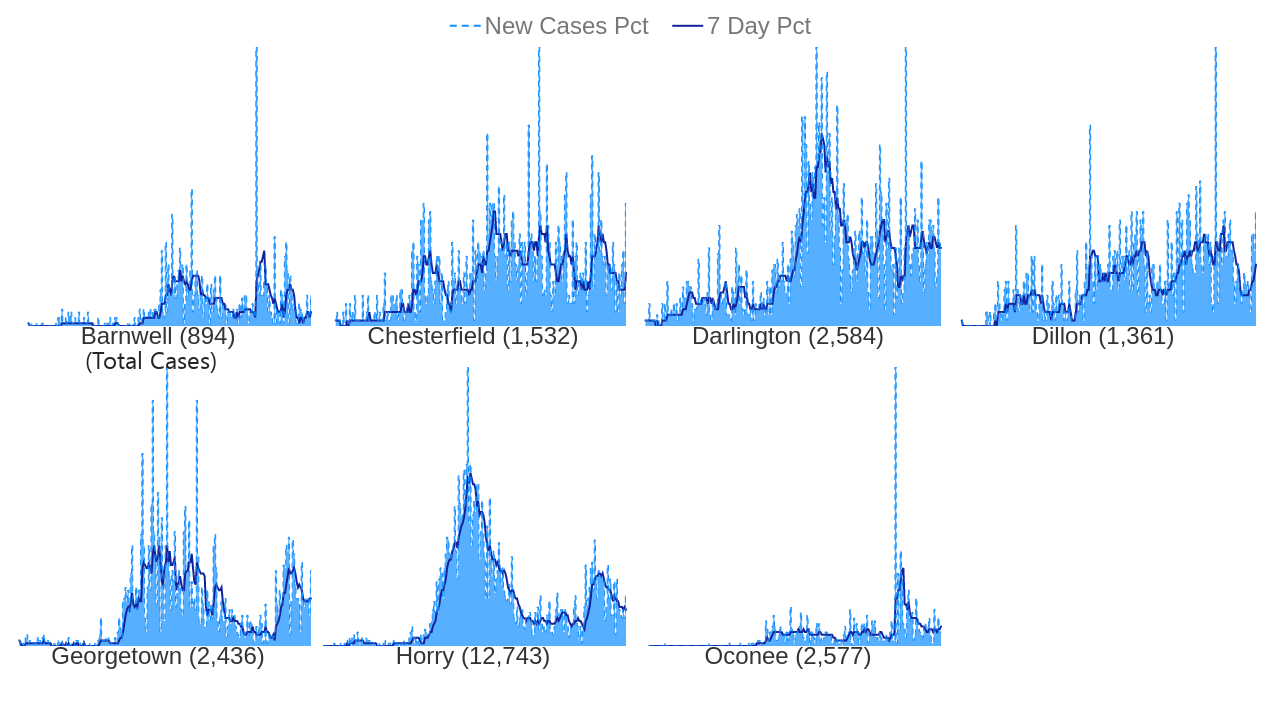 New Cases Pct 7 Day Pct
Barnwell (894) Chesterfield (1,532) Darlington (2,584) Dillon (1,361)
(Total Cases)
Georgetown (2,436) Horry (12,743) Oconee (2,577)